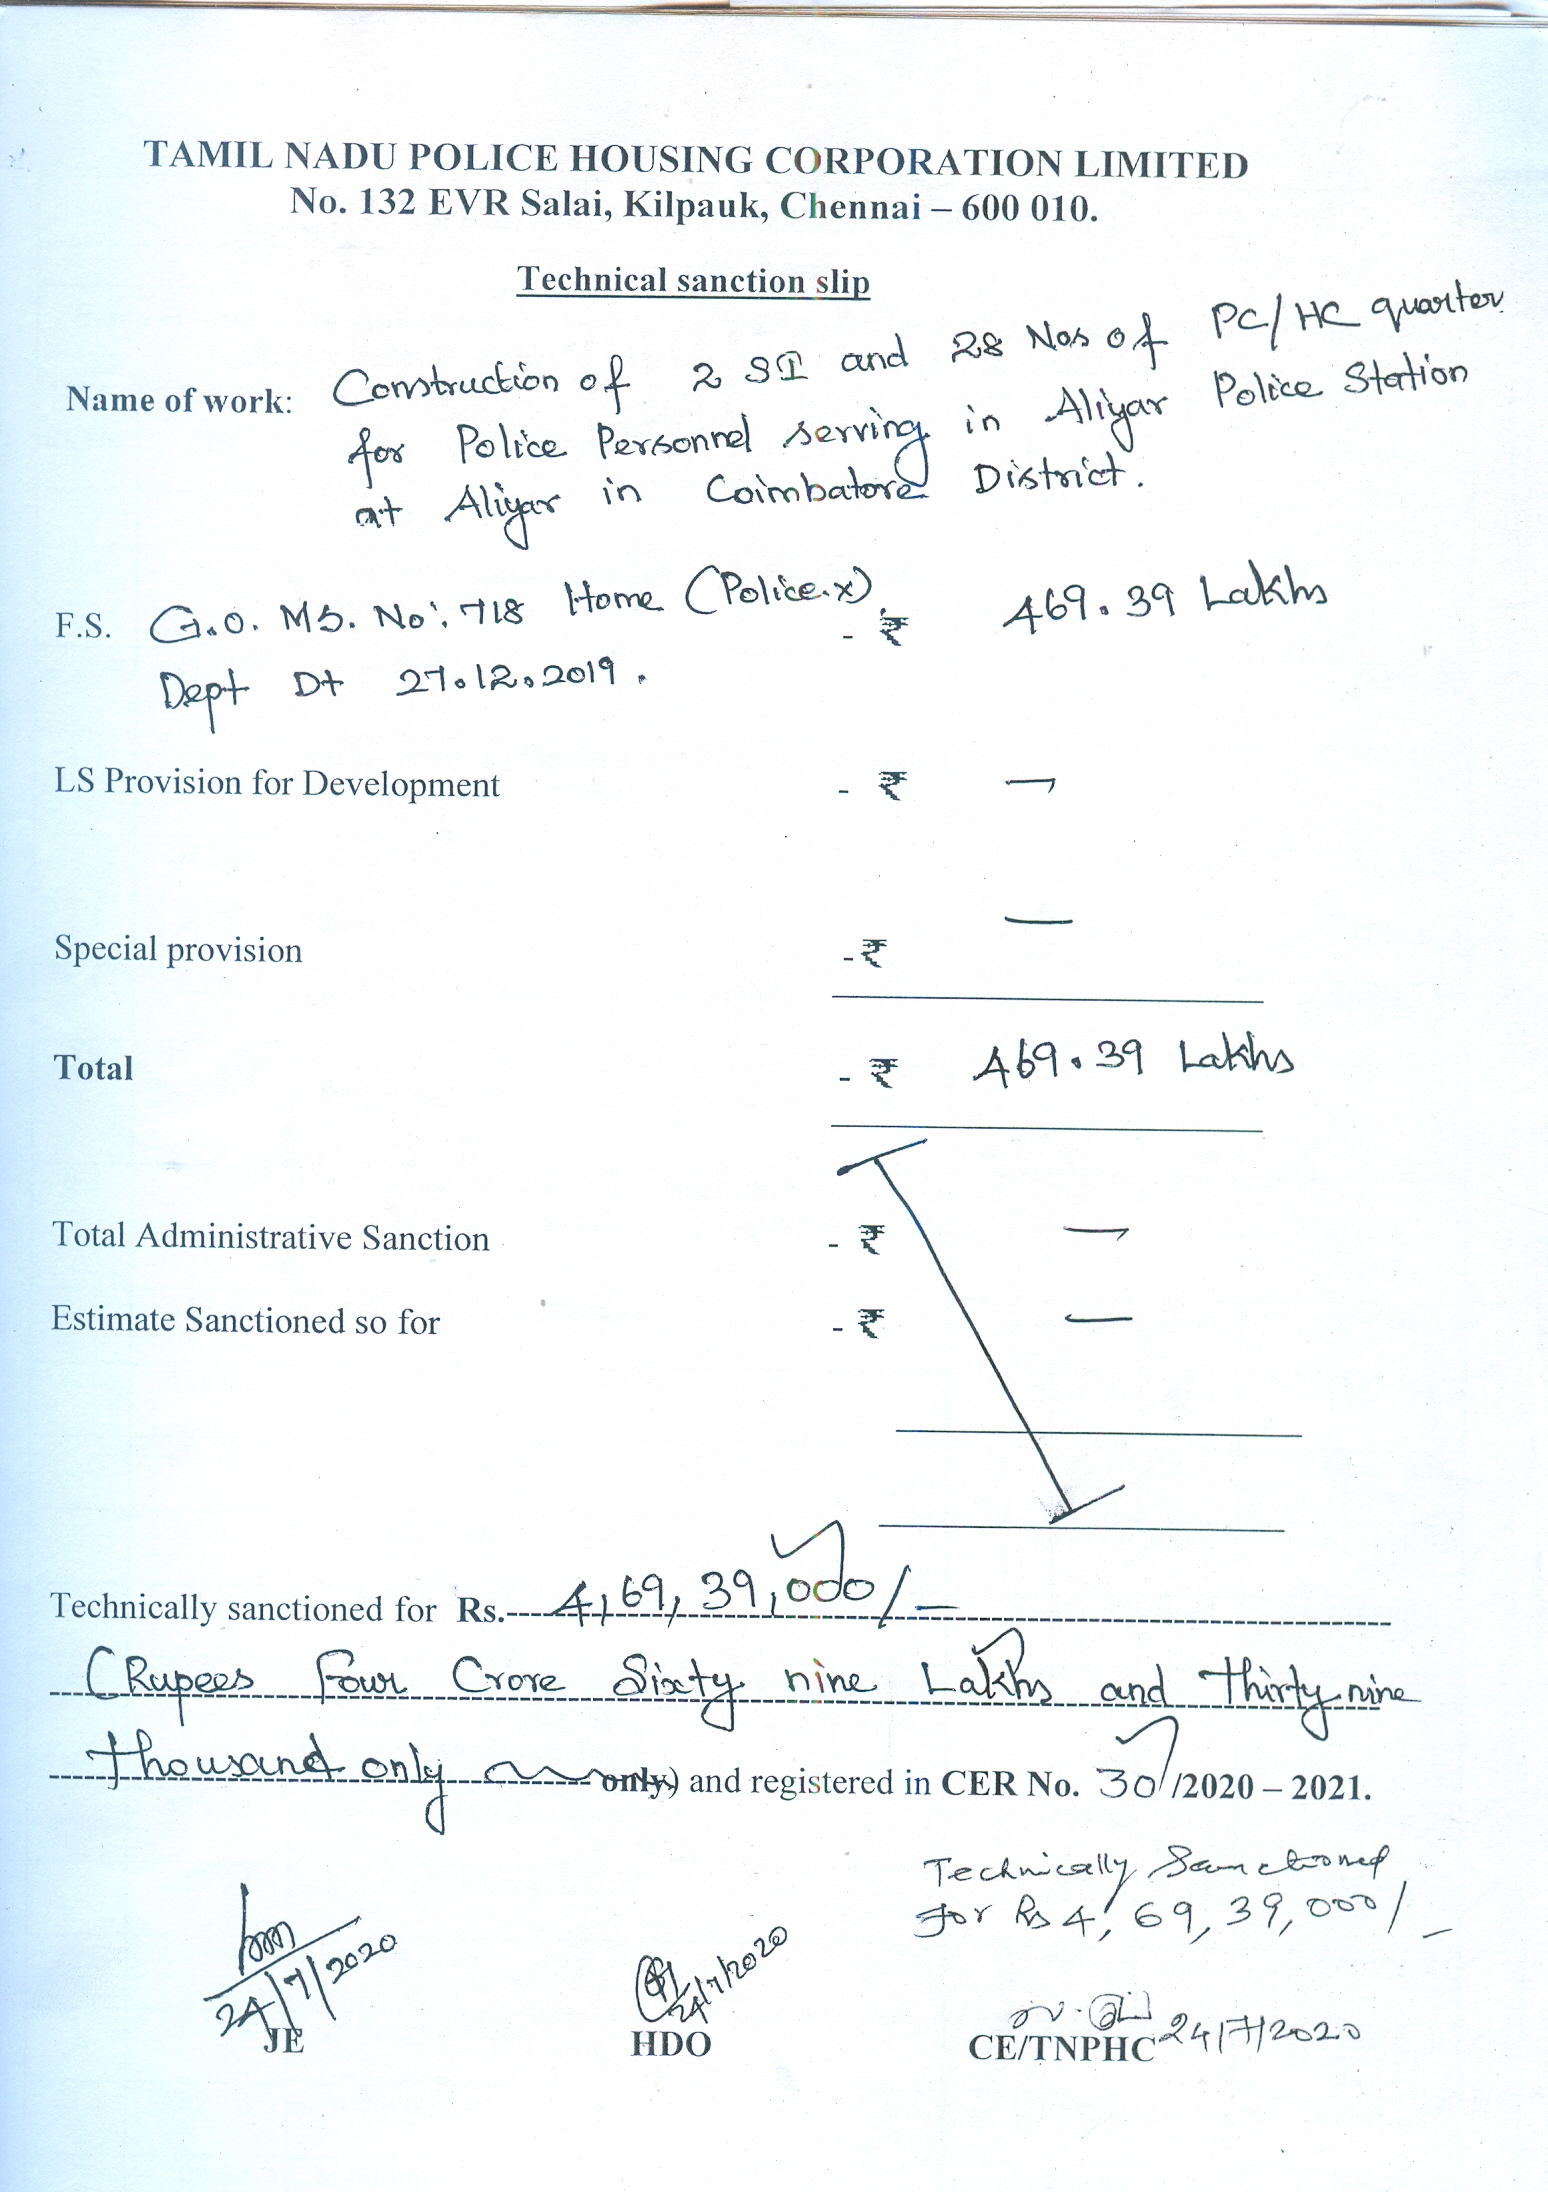 TAMIL NADU POLICE HOUSING CORPORATION LIMITED
No. 132 EVR Salai, Kilpauk, Chennai – 600 010.
Technical sanction slip
Name of work: Construction of 2 SI and 28 Nos of PC/HC quarter
for Police Personnel serving in Aliyar Police Station
at Aliyar in Coimbatore District.
F.S. G.O. MS. No: 718 Home (Police.x) - ₹ 469.39 Lakhs
Dept Dt 27.12.2019.
LS Provision for Development - ₹ —
Special provision - ₹ —
Total - ₹ 469.39 Lakhs
Total Administrative Sanction - ₹ —
Estimate Sanctioned so for - ₹ —
Technically sanctioned for Rs. 4,69,39,000/-
(Rupees Four Crore Sixty nine Lakhs and Thirty nine
thousand only only) and registered in CER No. 30/2020 – 2021.
Technically Sanctioned
for Rs 4,69,39,000/-
24/7/2020 24/7/2020 24/7/2020
JE HDO CE/TNPHC